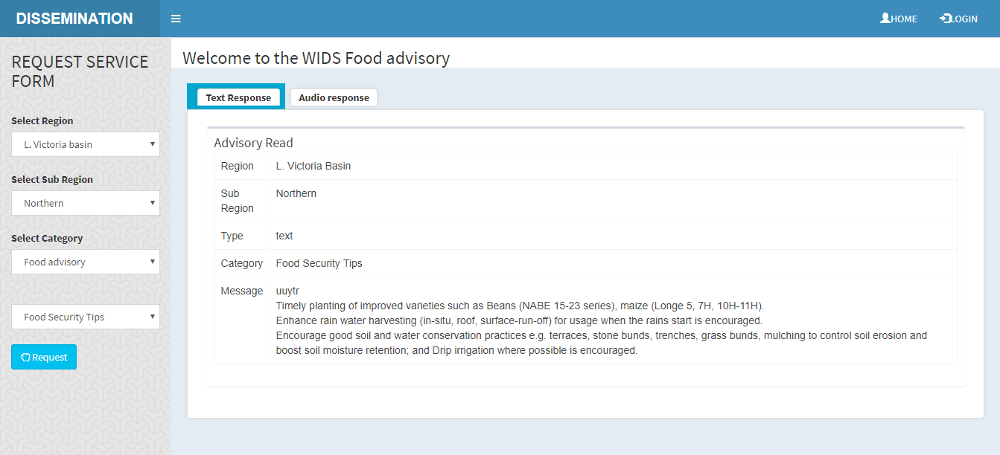 DISSEMINATION
HOME
LOGIN
REQUEST SERVICE
FORM
Select Region
L. Victoria basin
Select Sub Region
Northern
Select Category
Food advisory
Food Security Tips
Request
Welcome to the WIDS Food advisory
Text Response
Audio response
Advisory Read
Region L. Victoria Basin
Sub Region Northern
Type text
Category Food Security Tips
Message uuytr
Timely planting of improved varieties such as Beans (NABE 15-23 series), maize (Longe 5, 7H, 10H-11H).
Enhance rain water harvesting (in-situ, roof, surface-run-off) for usage when the rains start is encouraged.
Encourage good soil and water conservation practices e.g. terraces, stone bunds, trenches, grass bunds, mulching to control soil erosion and
boost soil moisture retention; and Drip irrigation where possible is encouraged.